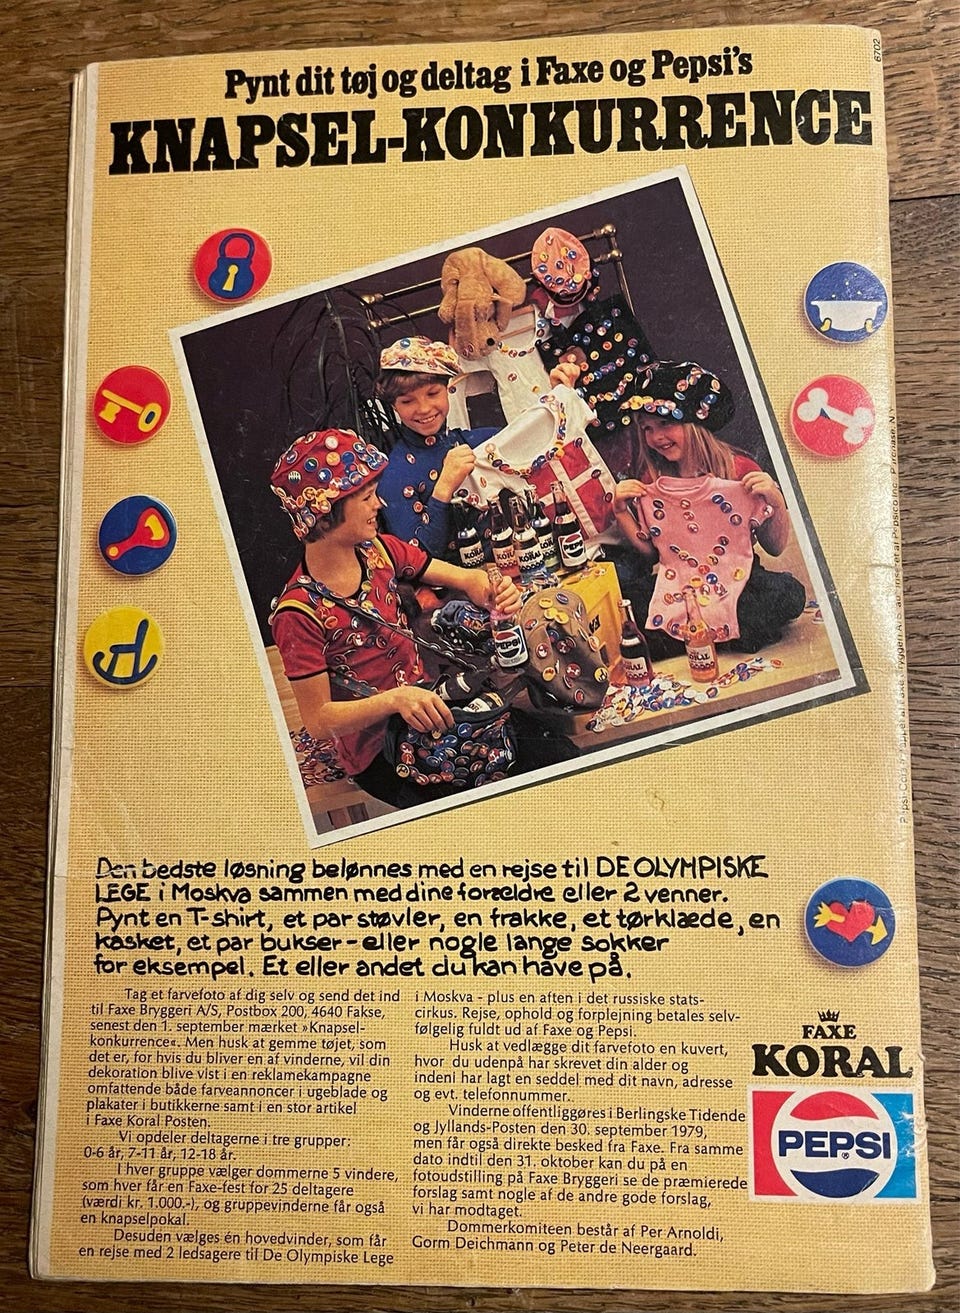 6702
Pynt dit tøj og deltag i Faxe og Pepsi's
KNAPSEL-KONKURRENCE
KORAL
KORAL
KORAL
PEPSI
PEPSI
KORAL
KORAL
Den bedste løsning belønnes med en rejse til DE OLYMPISKE
LEGE i Moskva sammen med dine forældre eller 2 venner.
Pynt en T-shirt, et par støvler, en frakke, et tørklæde, en
kasket, et par bukser - eller nogle lange sokker
for eksempel. Et eller andet du kan have på.
Tag et farvefoto af dig selv og send det ind
til Faxe Bryggeri A/S, Postbox 200, 4640 Fakse,
senest den 1. september mærket »Knapsel-
konkurrence«. Men husk at gemme tøjet, som
det er, for hvis du bliver en af vinderne, vil din
dekoration blive vist i en reklamekampagne
omfattende både farveannoncer i ugeblade og
plakater i butikkerne samt i en stor artikel
i Faxe Koral Posten.
Vi opdeler deltagerne i tre grupper:
0-6 år, 7-11 år, 12-18 år.
I hver gruppe vælger dommerne 5 vindere,
som hver får en Faxe-fest for 25 deltagere
(værdi kr. 1.000.-), og gruppevinderne får også
en knapselpokal.
Desuden vælges én hovedvinder, som får
en rejse med 2 ledsagere til De Olympiske Lege
i Moskva - plus en aften i det russiske stats-
cirkus. Rejse, ophold og forplejning betales selv-
følgelig fuldt ud af Faxe og Pepsi.
Husk at vedlægge dit farvefoto en kuvert,
hvor du udenpå har skrevet din alder og
indeni har lagt en seddel med dit navn, adresse
og evt. telefonnummer.
Vinderne offentliggøres i Berlingske Tidende
og Jyllands-Posten den 30. september 1979,
men får også direkte besked fra Faxe. Fra samme
dato indtil den 31. oktober kan du på en
fotoudstilling på Faxe Bryggeri se de præmierede
forslag samt nogle af de andre gode forslag,
vi har modtaget.
Dommerkomiteen består af Per Arnoldi,
Gorm Deichmann og Peter de Neergaard.
FAXE
KORAL
PEPSI